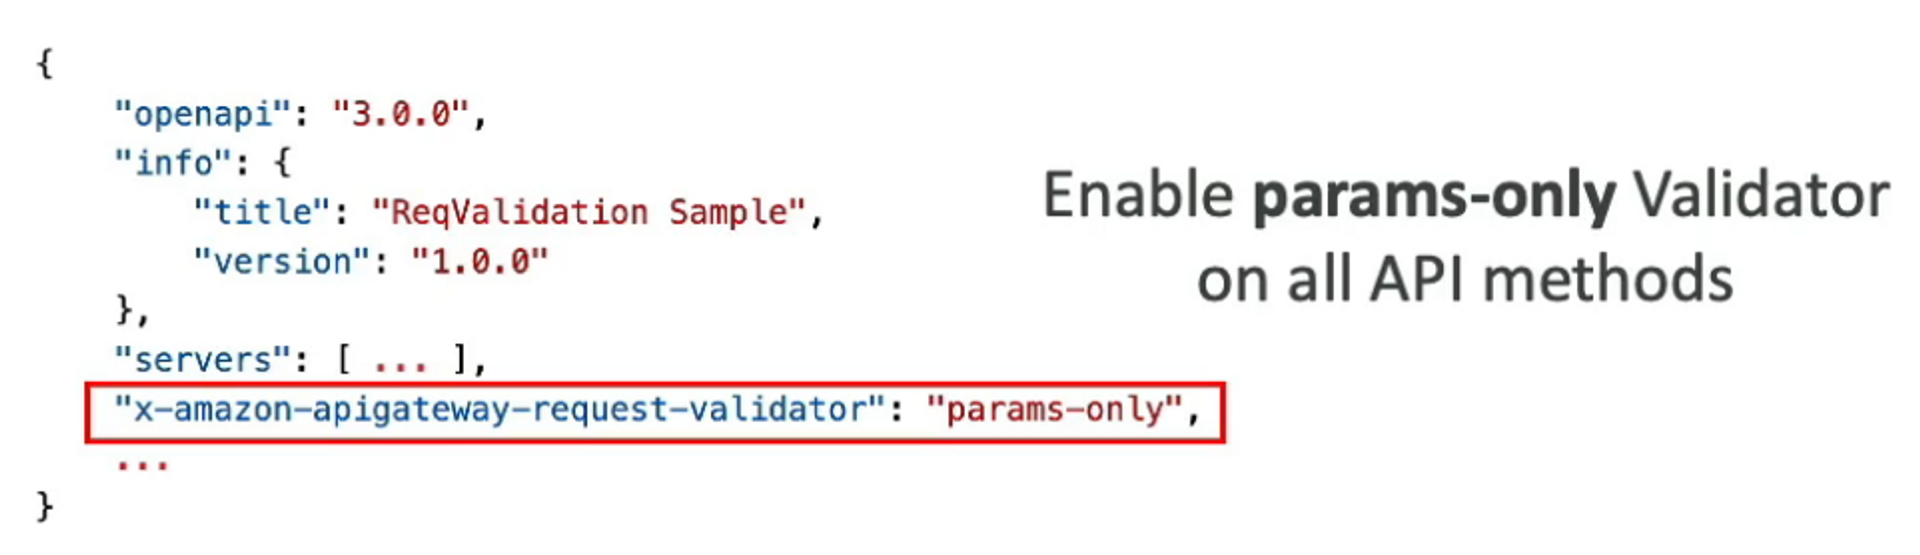 {
"openapi": "3.0.0",
"info": {
"title": "ReqValidation Sample",
"version": "1.0.0"
},
"servers": [ ... ],
"x-amazon-apigateway-request-validator": "params-only",
...
}
Enable params-only Validator
on all API methods